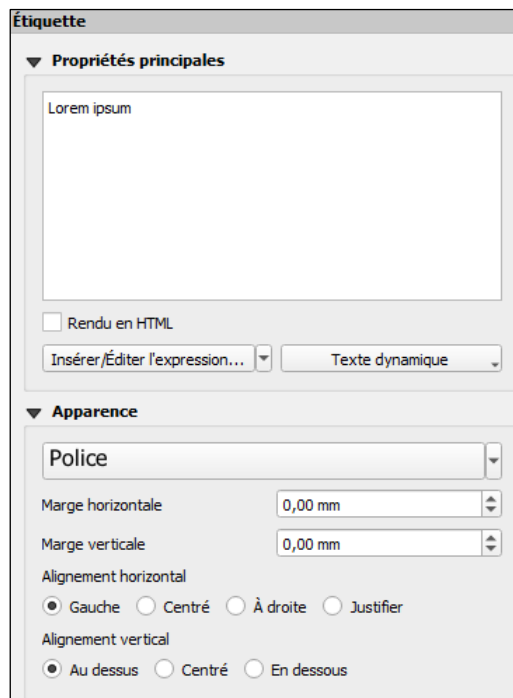 Étiquette
Propriétés principales
Lorem ipsum
Rendu en HTML
Insérer/Éditer l'expression... Texte dynamique
Apparence
Police
Marge horizontale 0,00 mm
Marge verticale 0,00 mm
Alignement horizontal
Gauche Centré À droite Justifier
Alignement vertical
Au dessus Centré En dessous